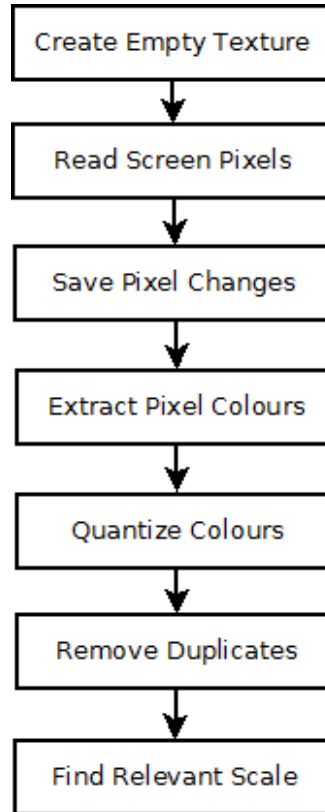 Create Empty Texture
Read Screen Pixels
Save Pixel Changes
Extract Pixel Colours
Quantize Colours
Remove Duplicates
Find Relevant Scale